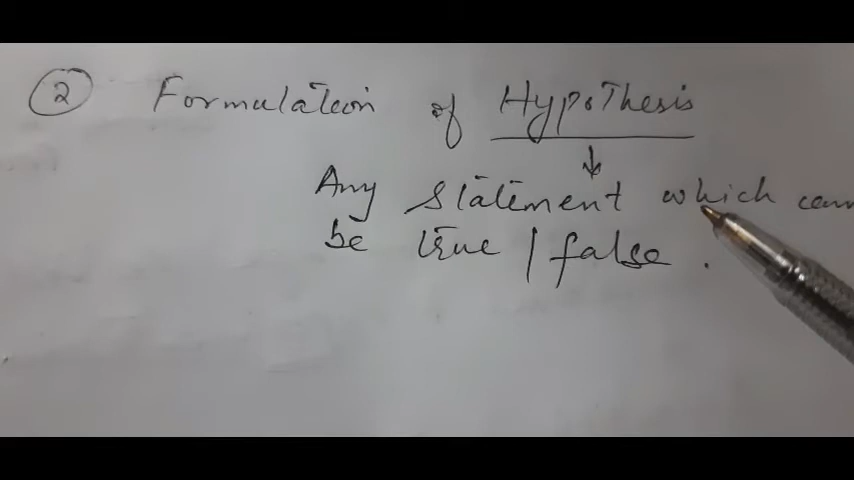 ② Formulation of Hypothesis
↓
Any statement which can
be true / false.